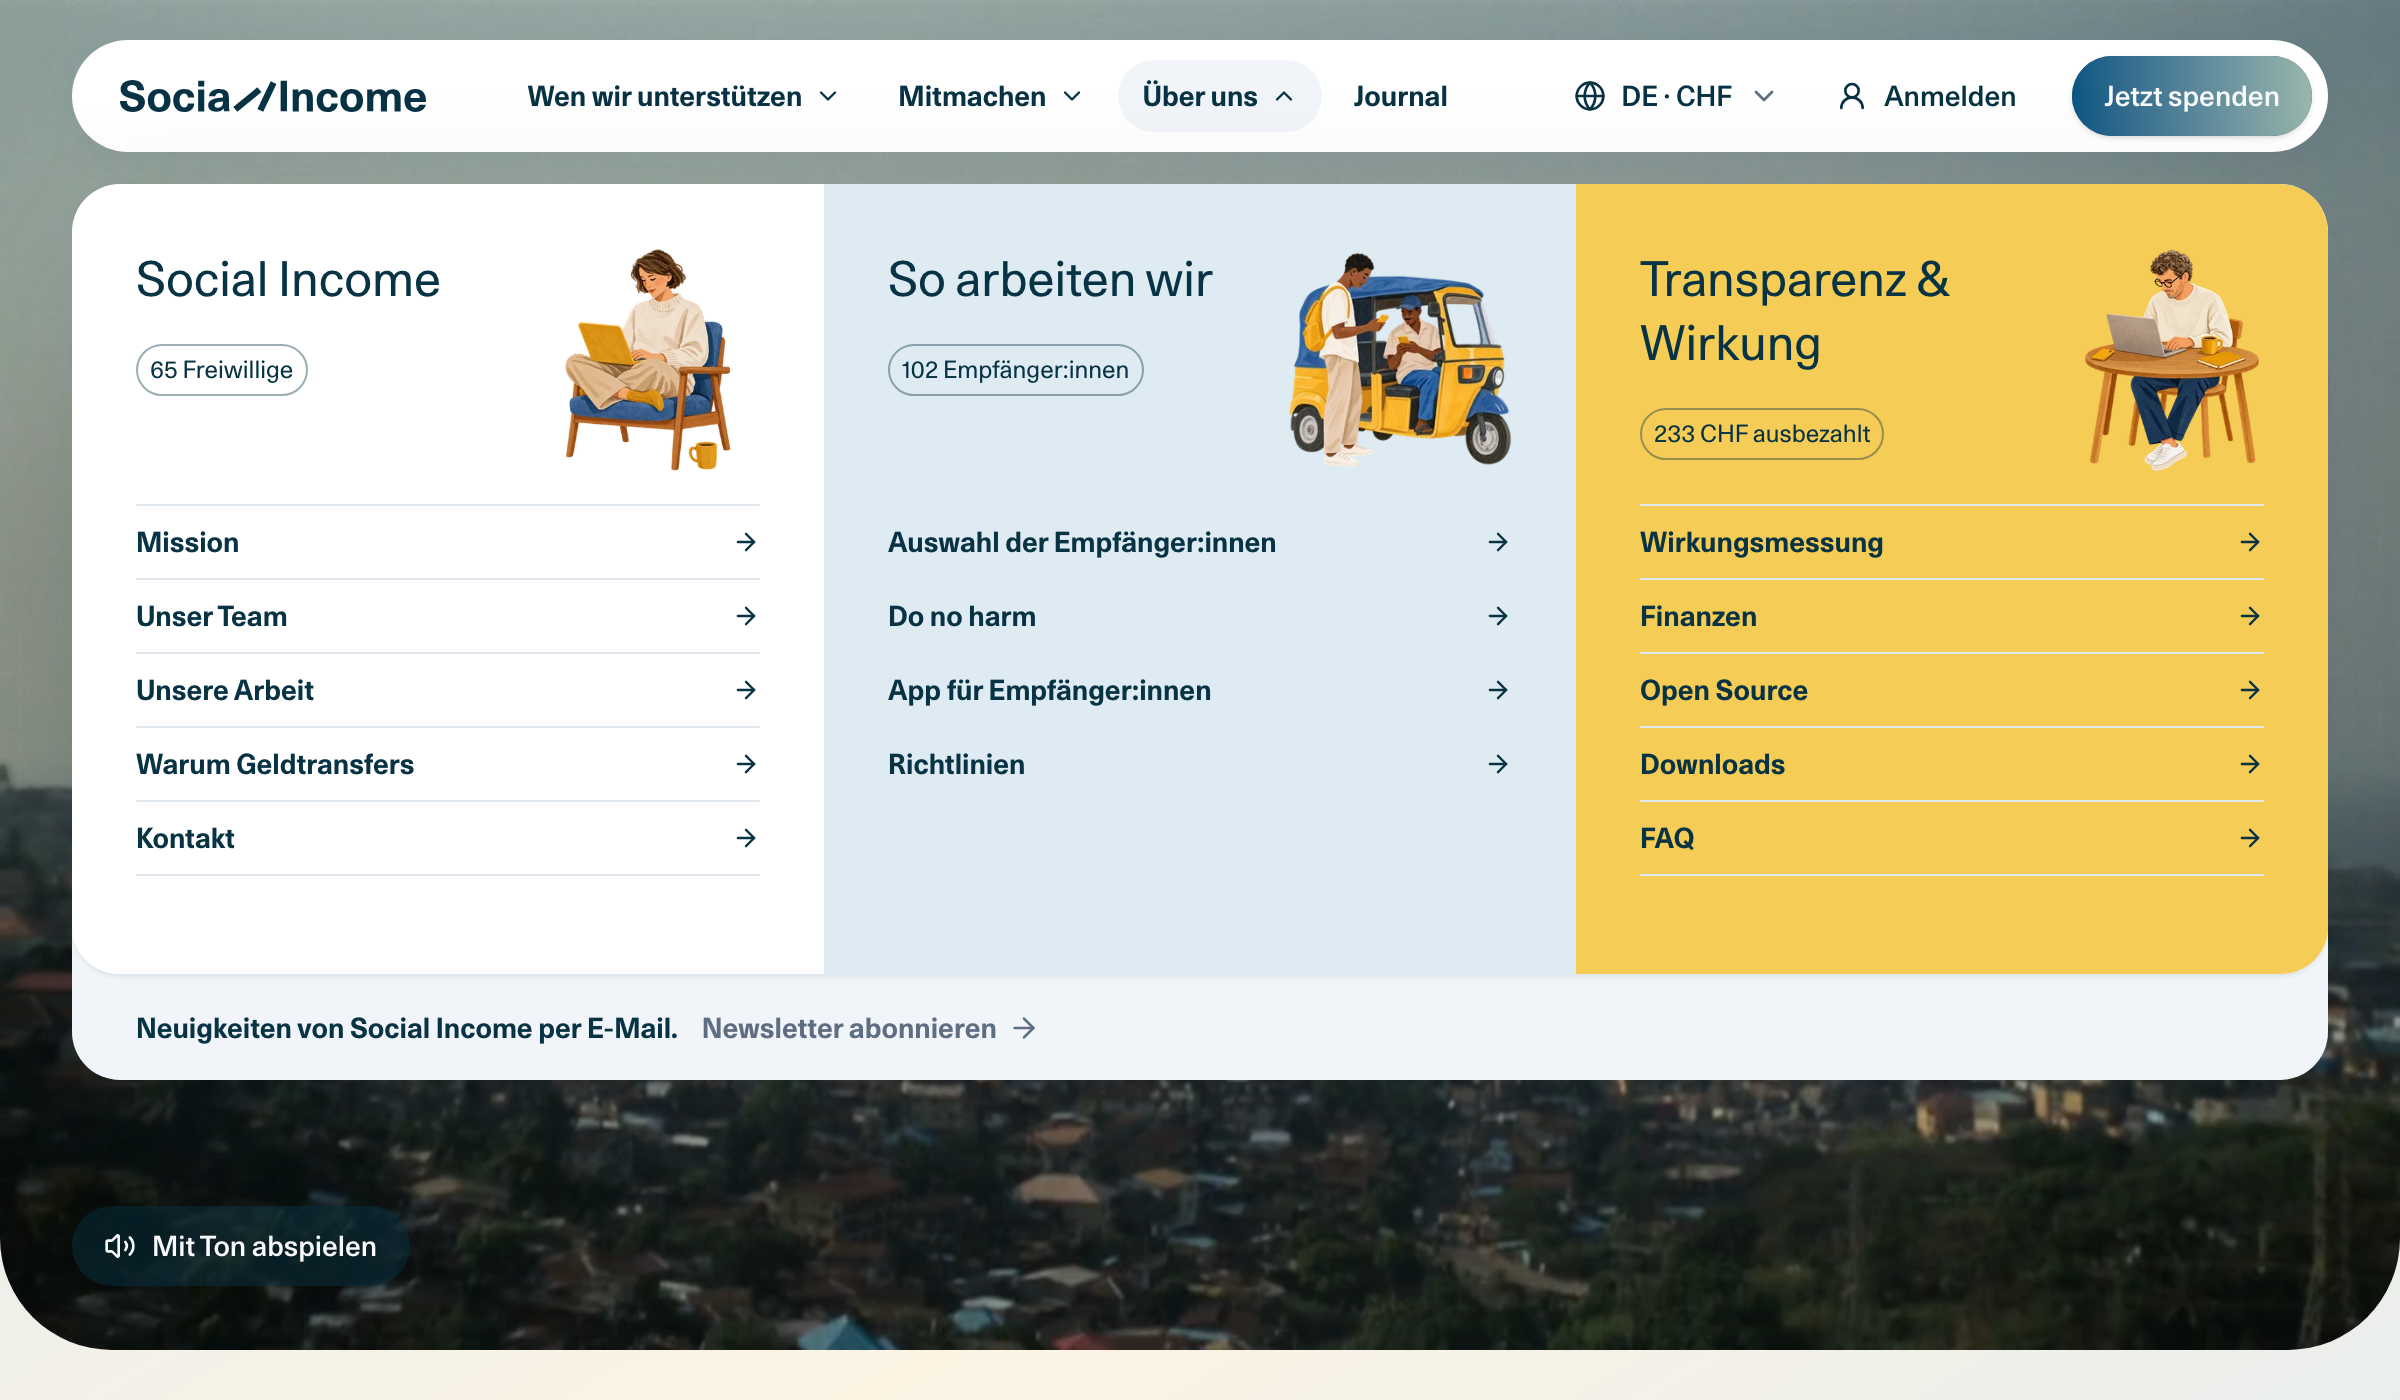 Social Income
Wen wir unterstützen
Mitmachen
Über uns
Journal
DE · CHF
Anmelden
Jetzt spenden
Social Income
65 Freiwillige
Mission
Unser Team
Unsere Arbeit
Warum Geldtransfers
Kontakt
So arbeiten wir
102 Empfänger:innen
Auswahl der Empfänger:innen
Do no harm
App für Empfänger:innen
Richtlinien
Transparenz &
Wirkung
233 CHF ausbezahlt
Wirkungsmessung
Finanzen
Open Source
Downloads
FAQ
Neuigkeiten von Social Income per E-Mail. Newsletter abonnieren
Mit Ton abspielen